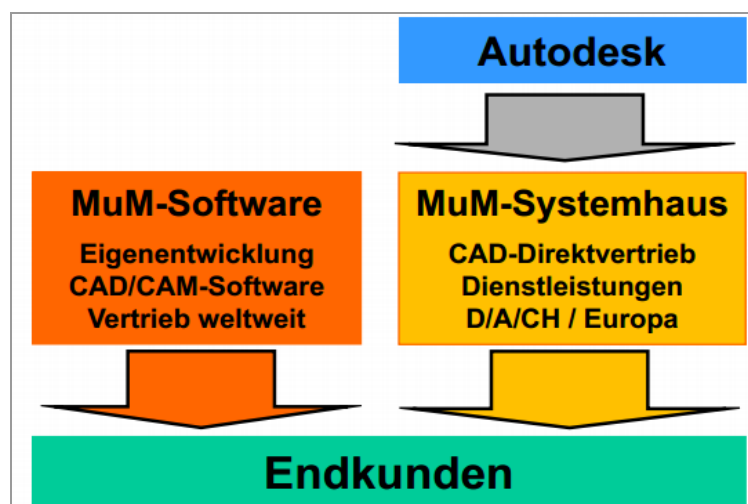 Autodesk
MuM-Software
Eigenentwicklung
CAD/CAM-Software
Vertrieb weltweit
MuM-Systemhaus
CAD-Direktvertrieb
Dienstleistungen
D/A/CH / Europa
Endkunden